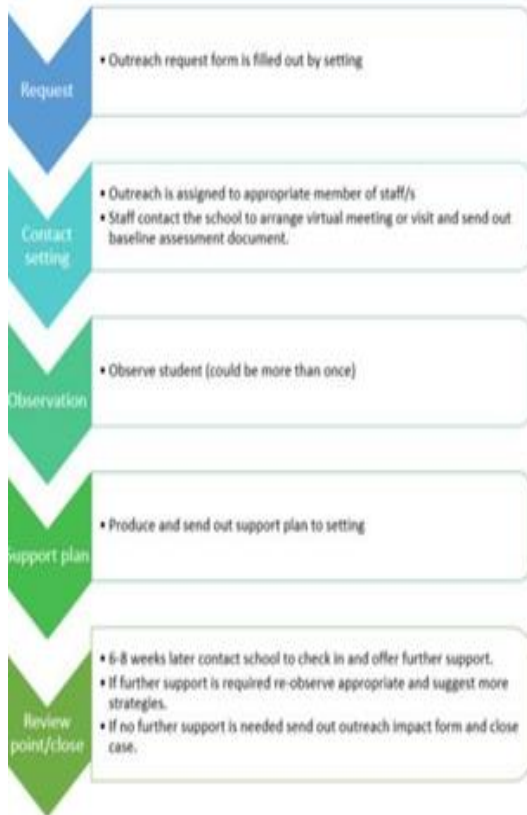 Request
• Outreach request form is filled out by setting
Contact
setting
• Outreach is assigned to appropriate member of staff/s
• Staff contact the school to arrange virtual meeting or visit and send out
baseline assessment document.
Observation
• Observe student (could be more than once)
Support plan
• Produce and send out support plan to setting
Review
point/close
• 6-8 weeks later contact school to check in and offer further support.
• If further support is required re-observe appropriate and suggest more
strategies.
• If no further support is needed send out outreach impact form and close
case.